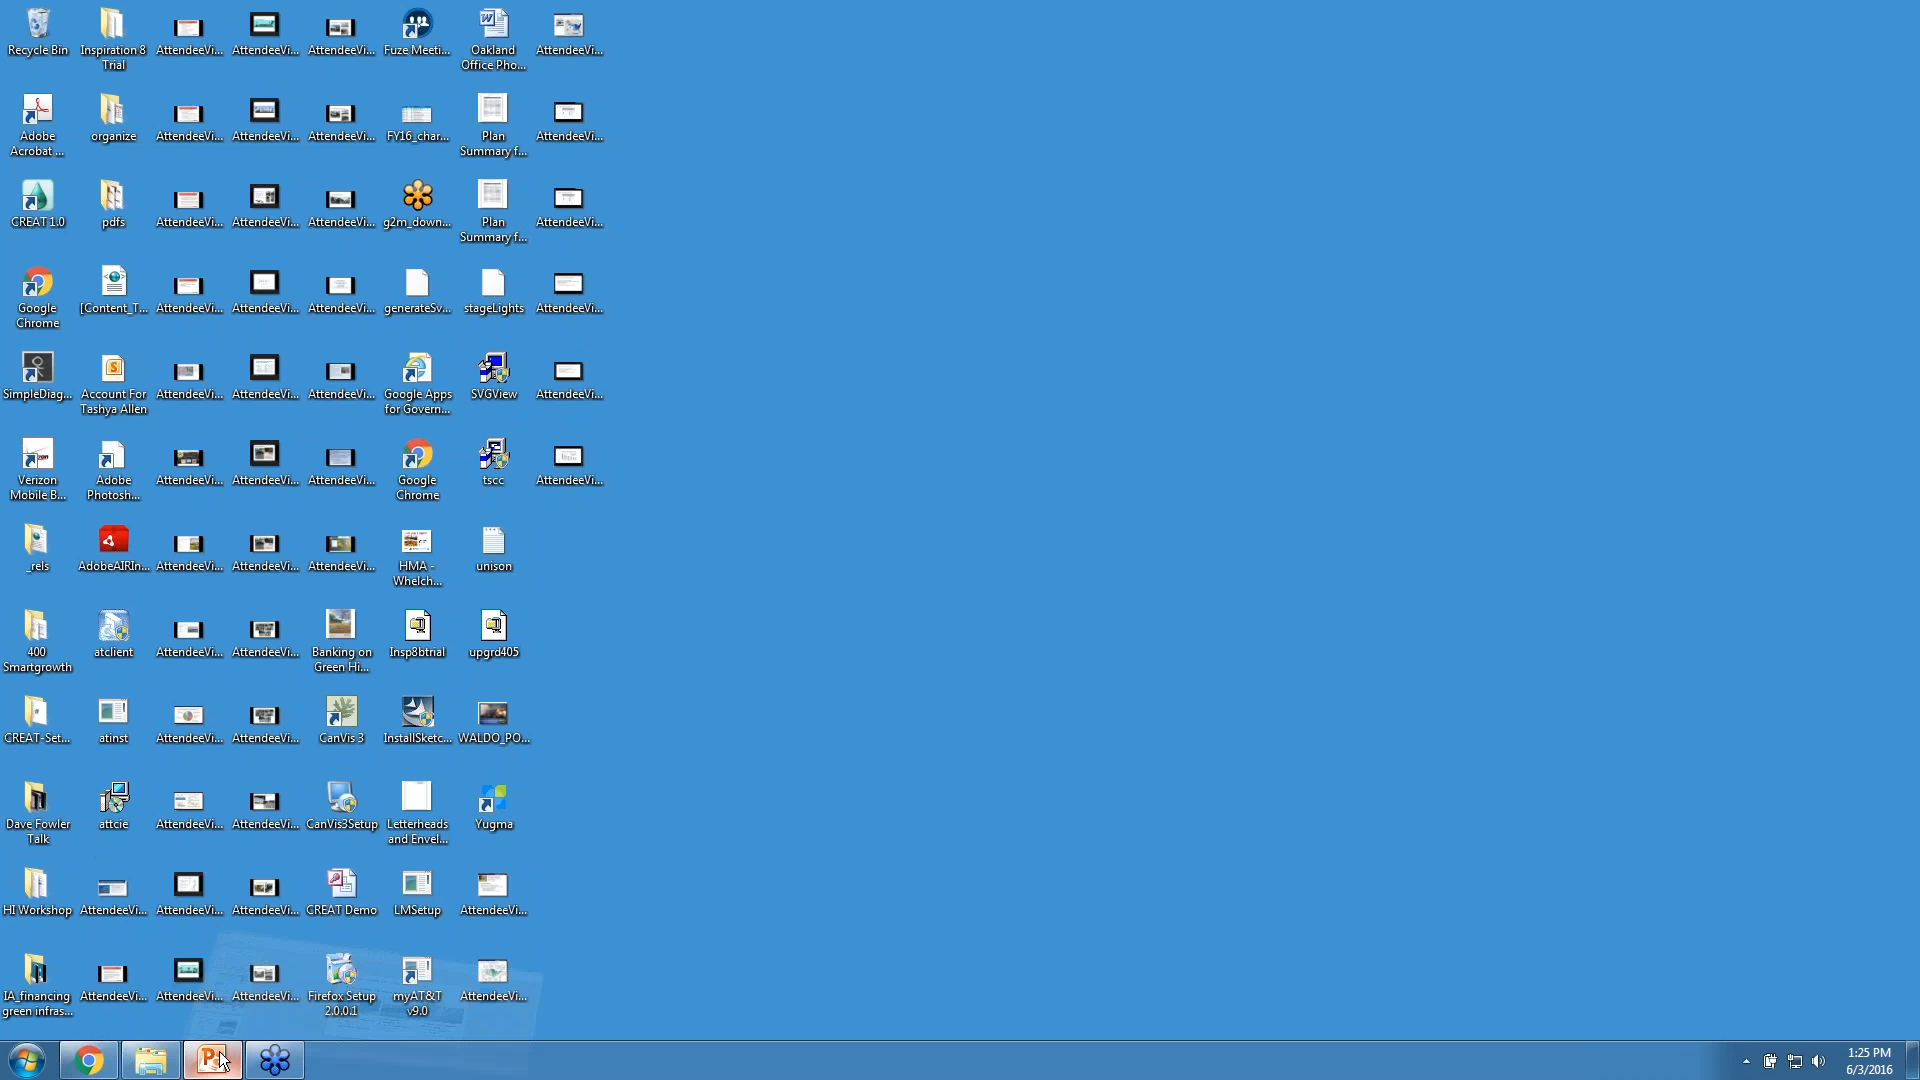 Recycle Bin
Inspiration 8
Trial
AttendeeVi...
AttendeeVi...
AttendeeVi...
Fuze Meeti...
Oakland
Office Pho...
AttendeeVi...
Adobe
Acrobat ...
organize
AttendeeVi...
AttendeeVi...
AttendeeVi...
FY16_char...
Plan
Summary f...
AttendeeVi...
CREAT 1.0
pdfs
AttendeeVi...
AttendeeVi...
AttendeeVi...
g2m_down...
Plan
Summary f...
AttendeeVi...
Google
Chrome
[Content_T...
AttendeeVi...
AttendeeVi...
AttendeeVi...
generateSv...
stageLights
AttendeeVi...
SimpleDiag...
Account For
Tashya Allen
AttendeeVi...
AttendeeVi...
AttendeeVi...
Google Apps
for Govern...
SVGView
AttendeeVi...
Verizon
Mobile B...
Adobe
Photosh...
AttendeeVi...
AttendeeVi...
AttendeeVi...
Google
Chrome
tscc
AttendeeVi...
_rels
AdobeAIRIn...
AttendeeVi...
AttendeeVi...
AttendeeVi...
HMA -
Whelch...
unison
400
Smartgrowth
atclient
AttendeeVi...
AttendeeVi...
Banking on
Green Hi...
Insp8btrial
upgrd405
CREAT-Set...
atinst
AttendeeVi...
AttendeeVi...
CanVis 3
InstallSketc...
WALDO_PO...
Dave Fowler
Talk
attcie
AttendeeVi...
AttendeeVi...
CanVis3Setup
Letterheads
and Envel...
Yugma
HI Workshop
AttendeeVi...
AttendeeVi...
AttendeeVi...
CREAT Demo
LMSetup
AttendeeVi...
IA_financing
green infras...
AttendeeVi...
AttendeeVi...
AttendeeVi...
Firefox Setup
2.0.0.1
myAT&T
v9.0
AttendeeVi...
1:25 PM
6/3/2016